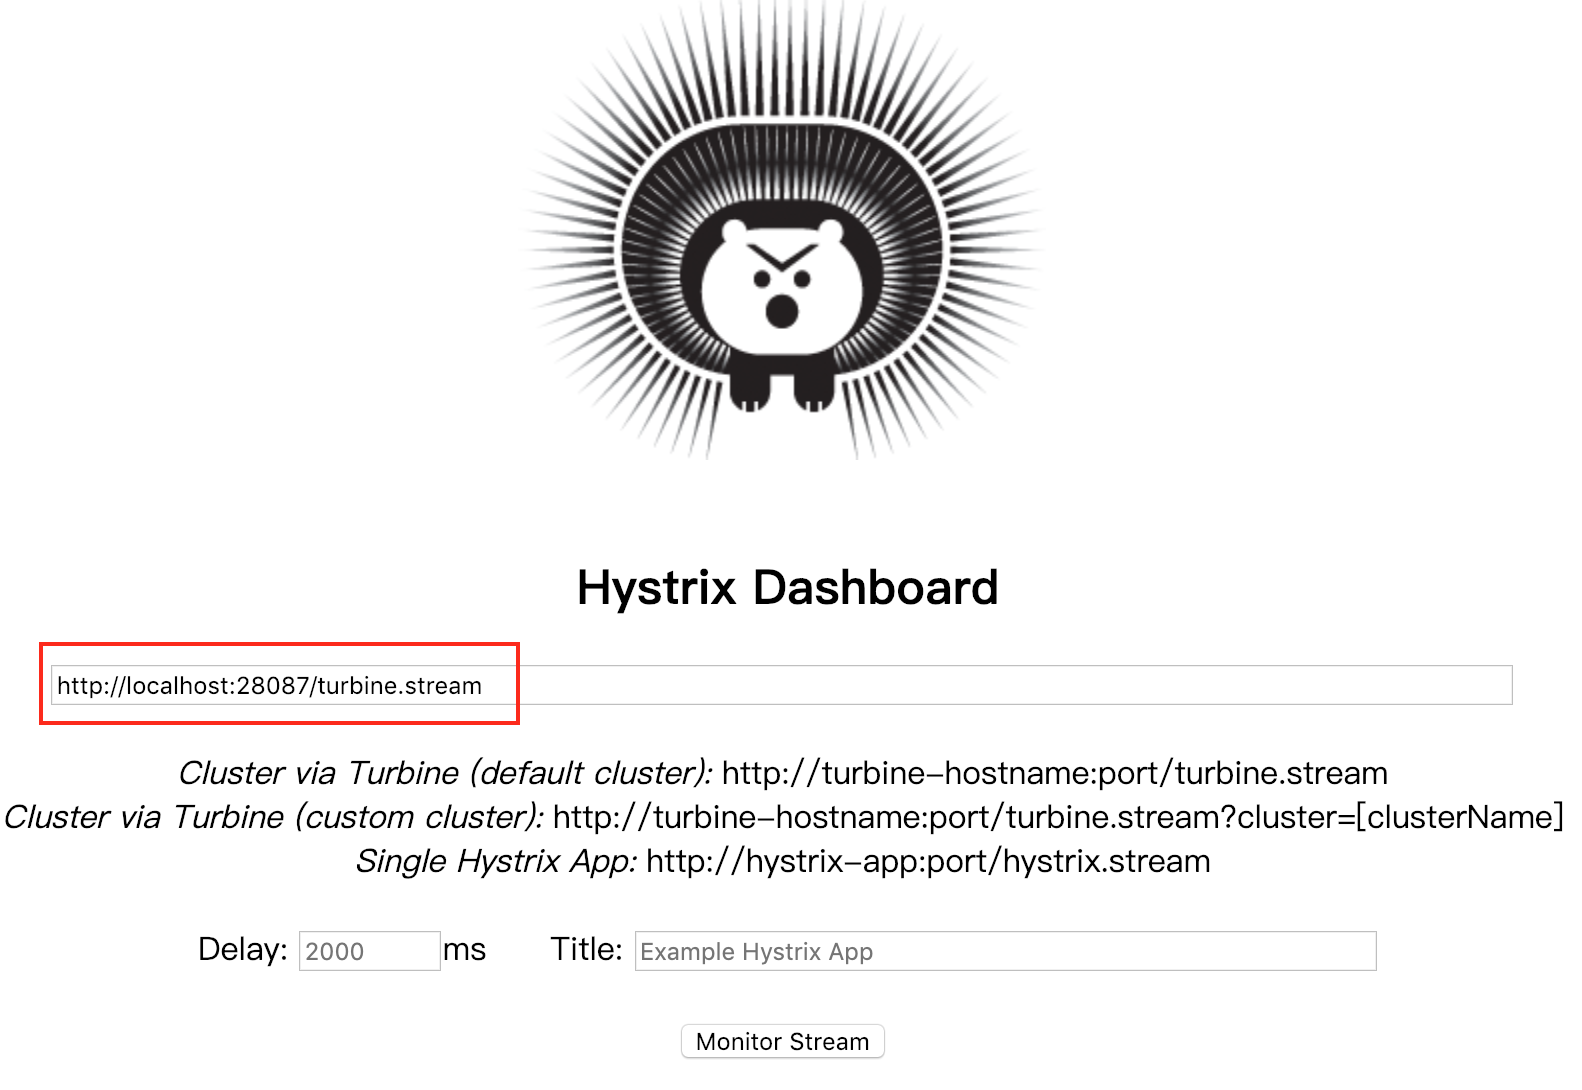 Hystrix Dashboard
http://localhost:28087/turbine.stream
Cluster via Turbine (default cluster): http://turbine-hostname:port/turbine.stream
Cluster via Turbine (custom cluster): http://turbine-hostname:port/turbine.stream?cluster=[clusterName]
Single Hystrix App: http://hystrix-app:port/hystrix.stream
Delay: 2000 ms Title: Example Hystrix App
Monitor Stream